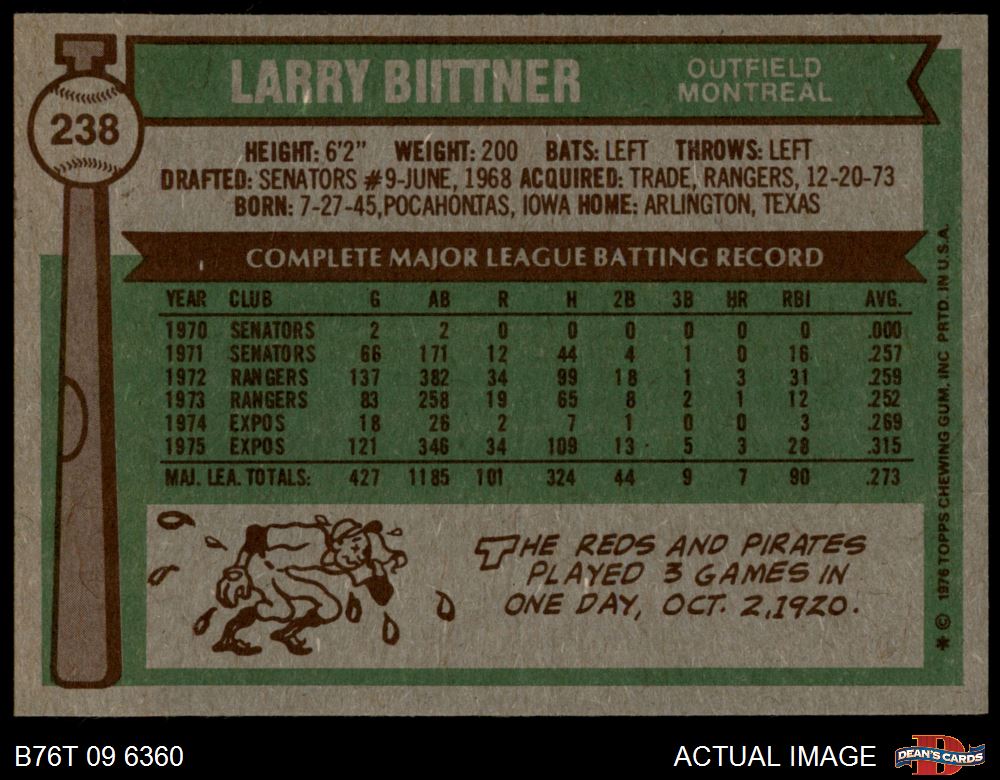 238
LARRY BIITTNER
OUTFIELD
MONTREAL
HEIGHT: 6'2" WEIGHT: 200 BATS: LEFT THROWS: LEFT
DRAFTED: SENATORS #9-JUNE, 1968 ACQUIRED: TRADE, RANGERS, 12-20-73
BORN: 7-27-45, POCAHONTAS, IOWA HOME: ARLINGTON, TEXAS
COMPLETE MAJOR LEAGUE BATTING RECORD
YEAR CLUB G AB R H 2B 3B HR RBI AVG.
1970 SENATORS 2 2 0 0 0 0 0 0 .000
1971 SENATORS 66 171 12 44 4 1 0 16 .257
1972 RANGERS 137 382 34 99 18 1 3 31 .259
1973 RANGERS 83 258 19 65 8 2 1 12 .252
1974 EXPOS 18 26 2 7 1 0 0 3 .269
1975 EXPOS 121 346 34 109 13 5 3 28 .315
MAJ. LEA. TOTALS: 427 1185 101 324 44 9 7 90 .273
THE REDS AND PIRATES
PLAYED 3 GAMES IN
ONE DAY, OCT. 2, 1920.
* © 1976 TOPPS CHEWING GUM, INC. PRTD. IN U.S.A.
B76T 09 6360
ACTUAL IMAGE
DEAN'S CARDS